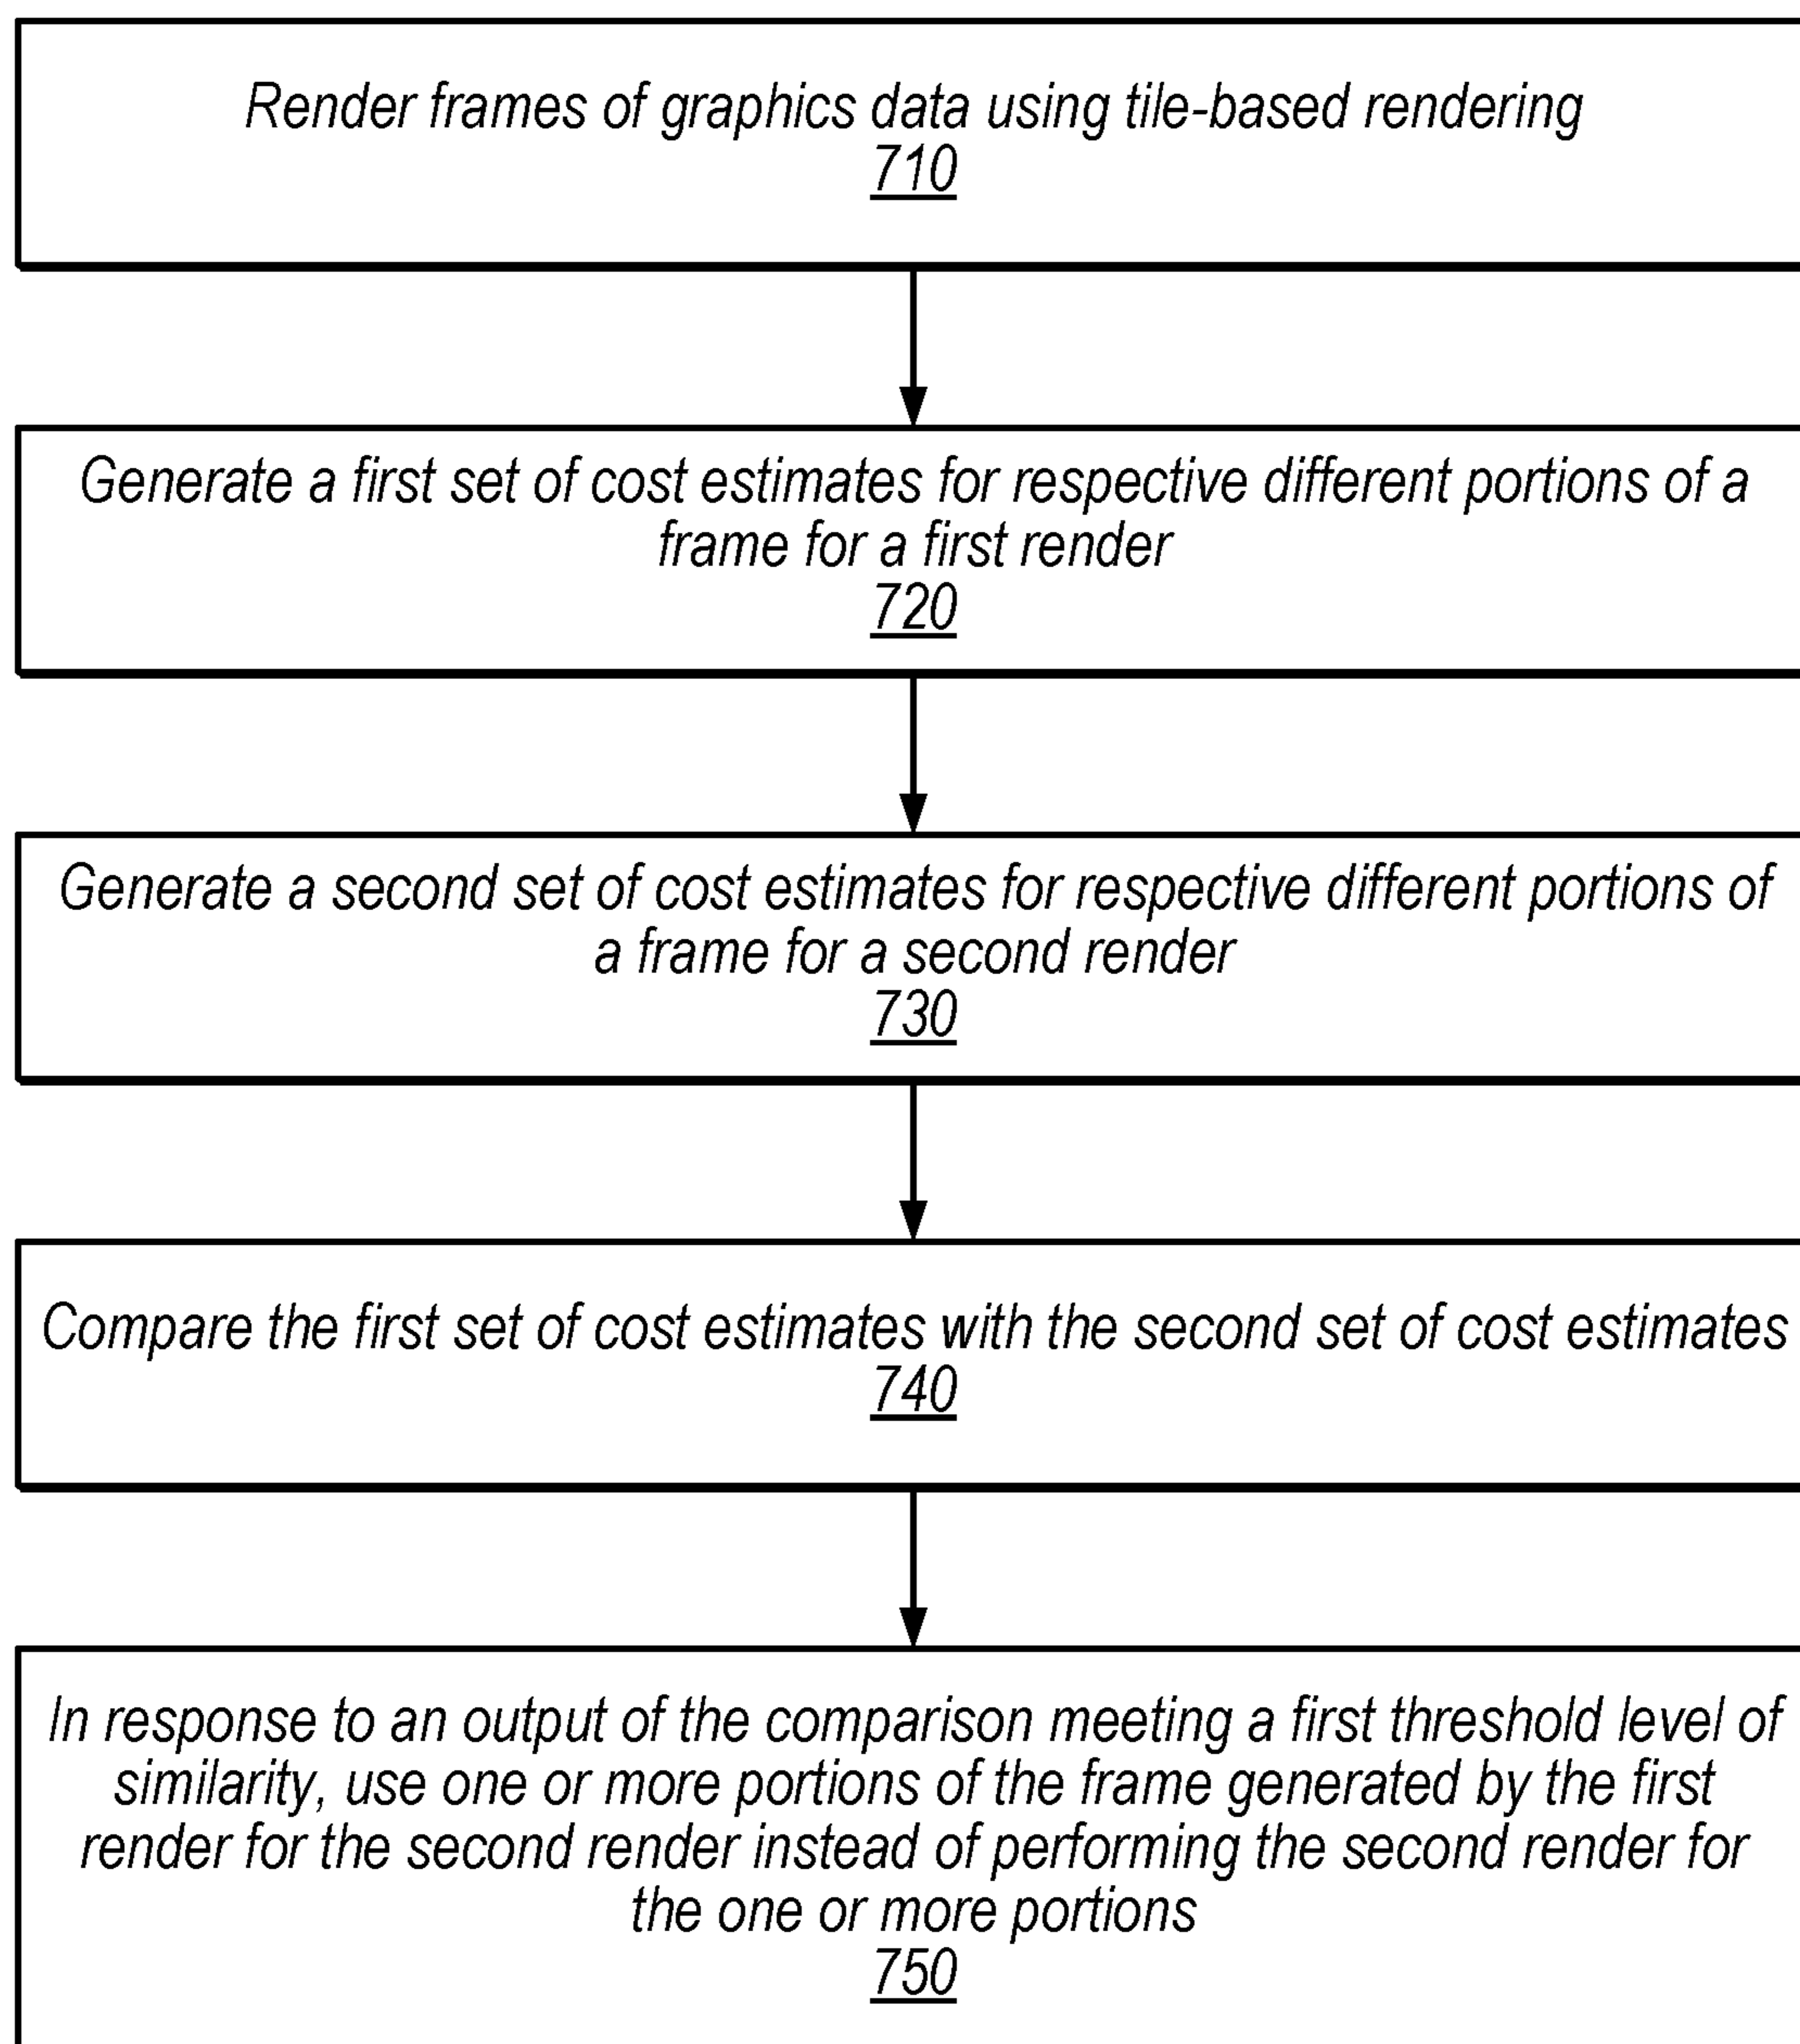 Render frames of graphics data using tile-based rendering
710
Generate a first set of cost estimates for respective different portions of a
frame for a first render
720
Generate a second set of cost estimates for respective different portions of
a frame for a second render
730
Compare the first set of cost estimates with the second set of cost estimates
740
In response to an output of the comparison meeting a first threshold level of
similarity, use one or more portions of the frame generated by the first
render for the second render instead of performing the second render for
the one or more portions
750